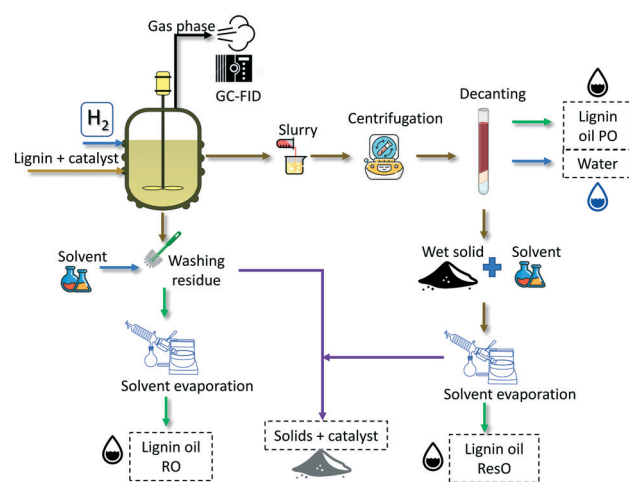 Gas phase
GC-FID
H2
Lignin + catalyst
Slurry
Centrifugation
Decanting
Lignin
oil PO
Water
Solvent
Washing
residue
Wet solid
Solvent
Solvent evaporation
Solvent evaporation
Lignin oil
RO
Solids + catalyst
Lignin oil
ResO